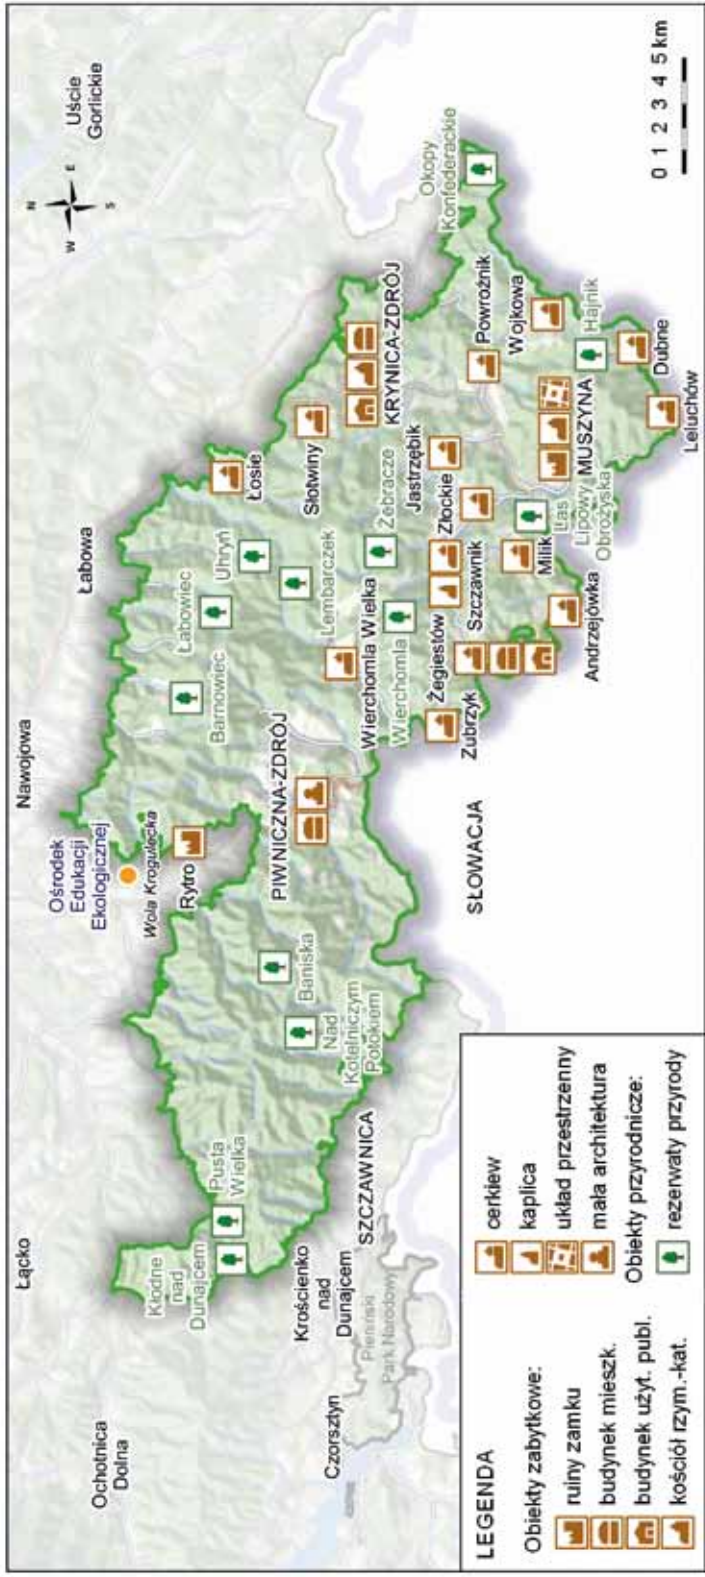 Łącko
Nawojowa
Łabowa
Uście
Gorlickie
N
W
E
S
Ochotnica
Dolna
Kłodne
nad
Dunajcem
Pusta
Wielka
Ośrodek
Edukacji
Ekologicznej
Wola Krogulecka
Rytro
Barnowiec
Łabowiec
Uhryń
Łosie
Lembarczek
Słotwiny
Baniska
PIWNICZNA-ZDRÓJ
Nad
Kotelniczym
Potokiem
Krościenko
nad
Dunajcem
SZCZAWNICA
Czorsztyn
Pieniński
Park Narodowy
Wierchomla Wielka
Wierchomla
Żebracze
KRYNICA-ZDRÓJ
Okopy
Konfederackie
Jastrzębik
Złockie
Powroźnik
Szczawnik
Żegiestów
Zubrzyk
Milik
Wojkowa
Las
Lipowy
Obrożyska
MUSZYNA
Hajnik
Andrzejówka
Dubne
Leluchów
SŁOWACJA
0 1 2 3 4 5 km
LEGENDA
Obiekty zabytkowe:
ruiny zamku
budynek mieszk.
budynek użyt. publ.
kościół rzym.-kat.
cerkiew
kaplica
układ przestrzenny
mała architektura
Obiekty przyrodnicze:
rezerwaty przyrody